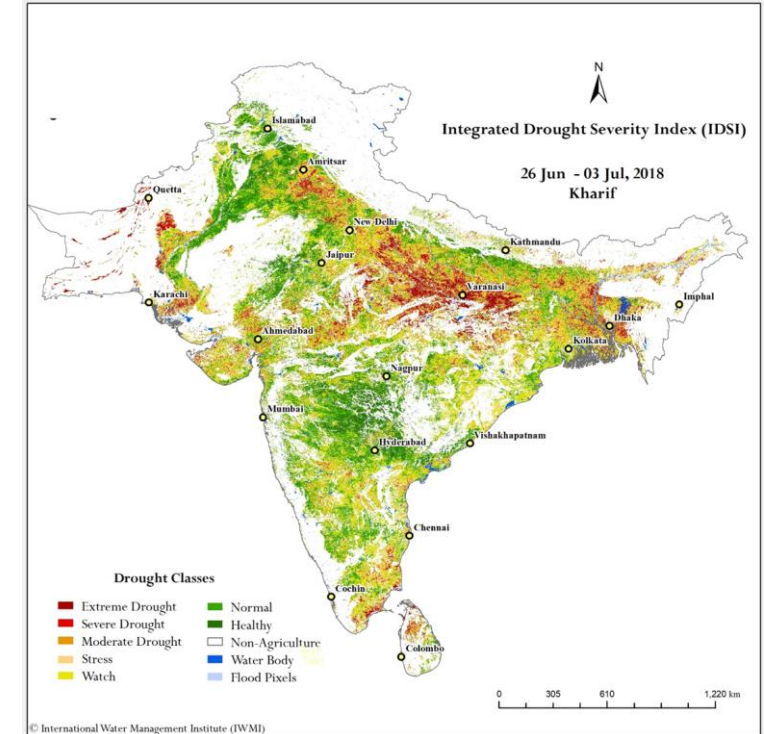 N
Integrated Drought Severity Index (IDSI)
26 Jun - 03 Jul, 2018
Kharif
Islamabad
Amritsar
Quetta
New Delhi
Kathmandu
Jaipur
Varanasi
Karachi
Imphal
Dhaka
Ahmedabad
Kolkata
Nagpur
Mumbai
Hyderabad
Vishakhapatnam
Chennai
Cochin
Colombo
Drought Classes
Extreme Drought
Severe Drought
Moderate Drought
Stress
Watch
Normal
Healthy
Non-Agriculture
Water Body
Flood Pixels
0 305 610 1,220 km
© International Water Management Institute (IWMI)